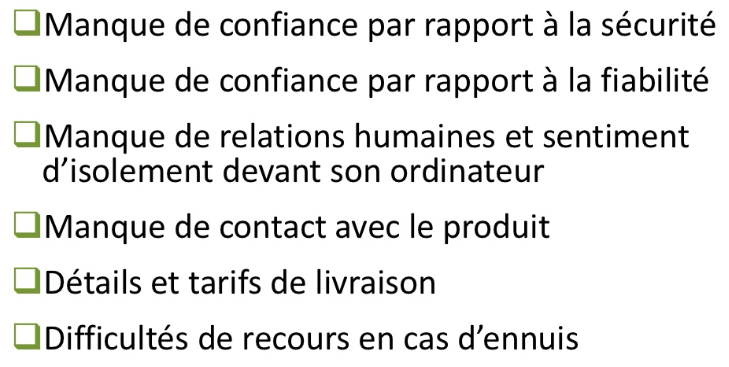 ❑Manque de confiance par rapport à la sécurité
❑Manque de confiance par rapport à la fiabilité
❑Manque de relations humaines et sentiment
d’isolement devant son ordinateur
❑Manque de contact avec le produit
❑Détails et tarifs de livraison
❑Difficultés de recours en cas d’ennuis